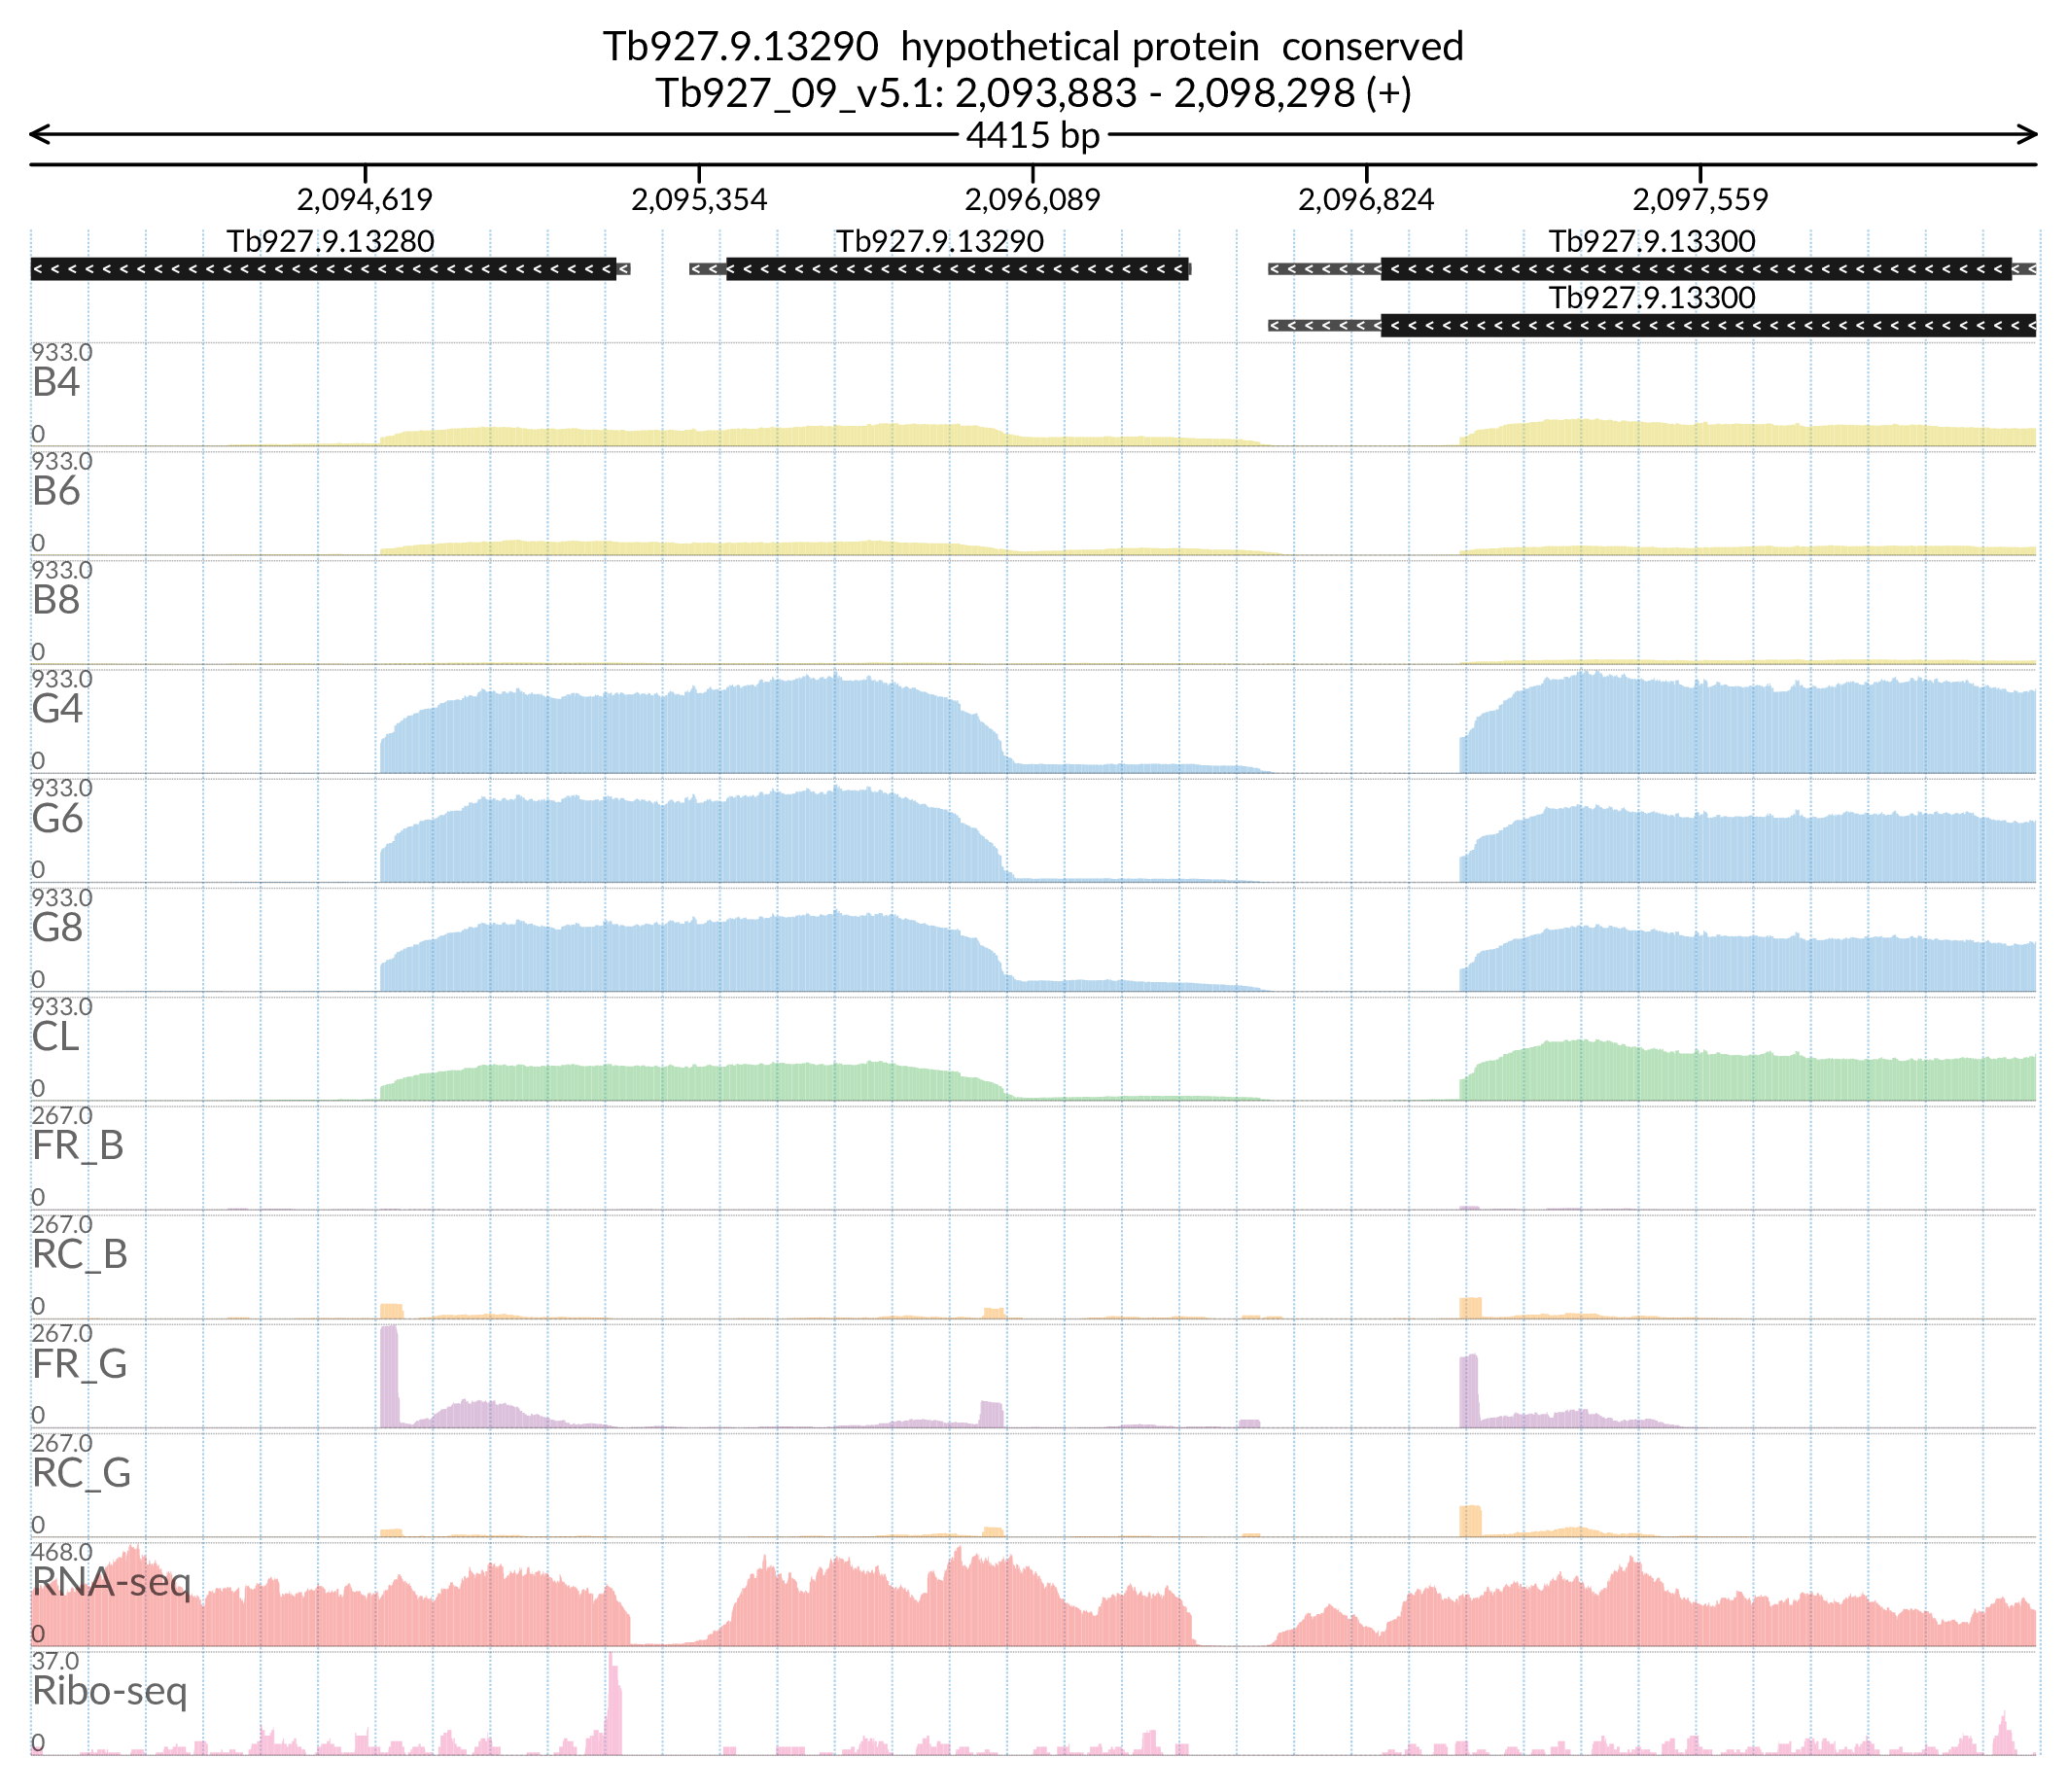 Tb927.9.13290 hypothetical protein conserved
Tb927_09_v5.1: 2,093,883 - 2,098,298 (+)
4415 bp
2,094,619 2,095,354 2,096,089 2,096,824 2,097,559
Tb927.9.13280 Tb927.9.13290 Tb927.9.13300
Tb927.9.13300
933.0
B4
0
933.0
B6
0
933.0
B8
0
933.0
G4
0
933.0
G6
0
933.0
G8
0
933.0
CL
0
267.0
FR_B
0
267.0
RC_B
0
267.0
FR_G
0
267.0
RC_G
0
468.0
RNA-seq
0
37.0
Ribo-seq
0